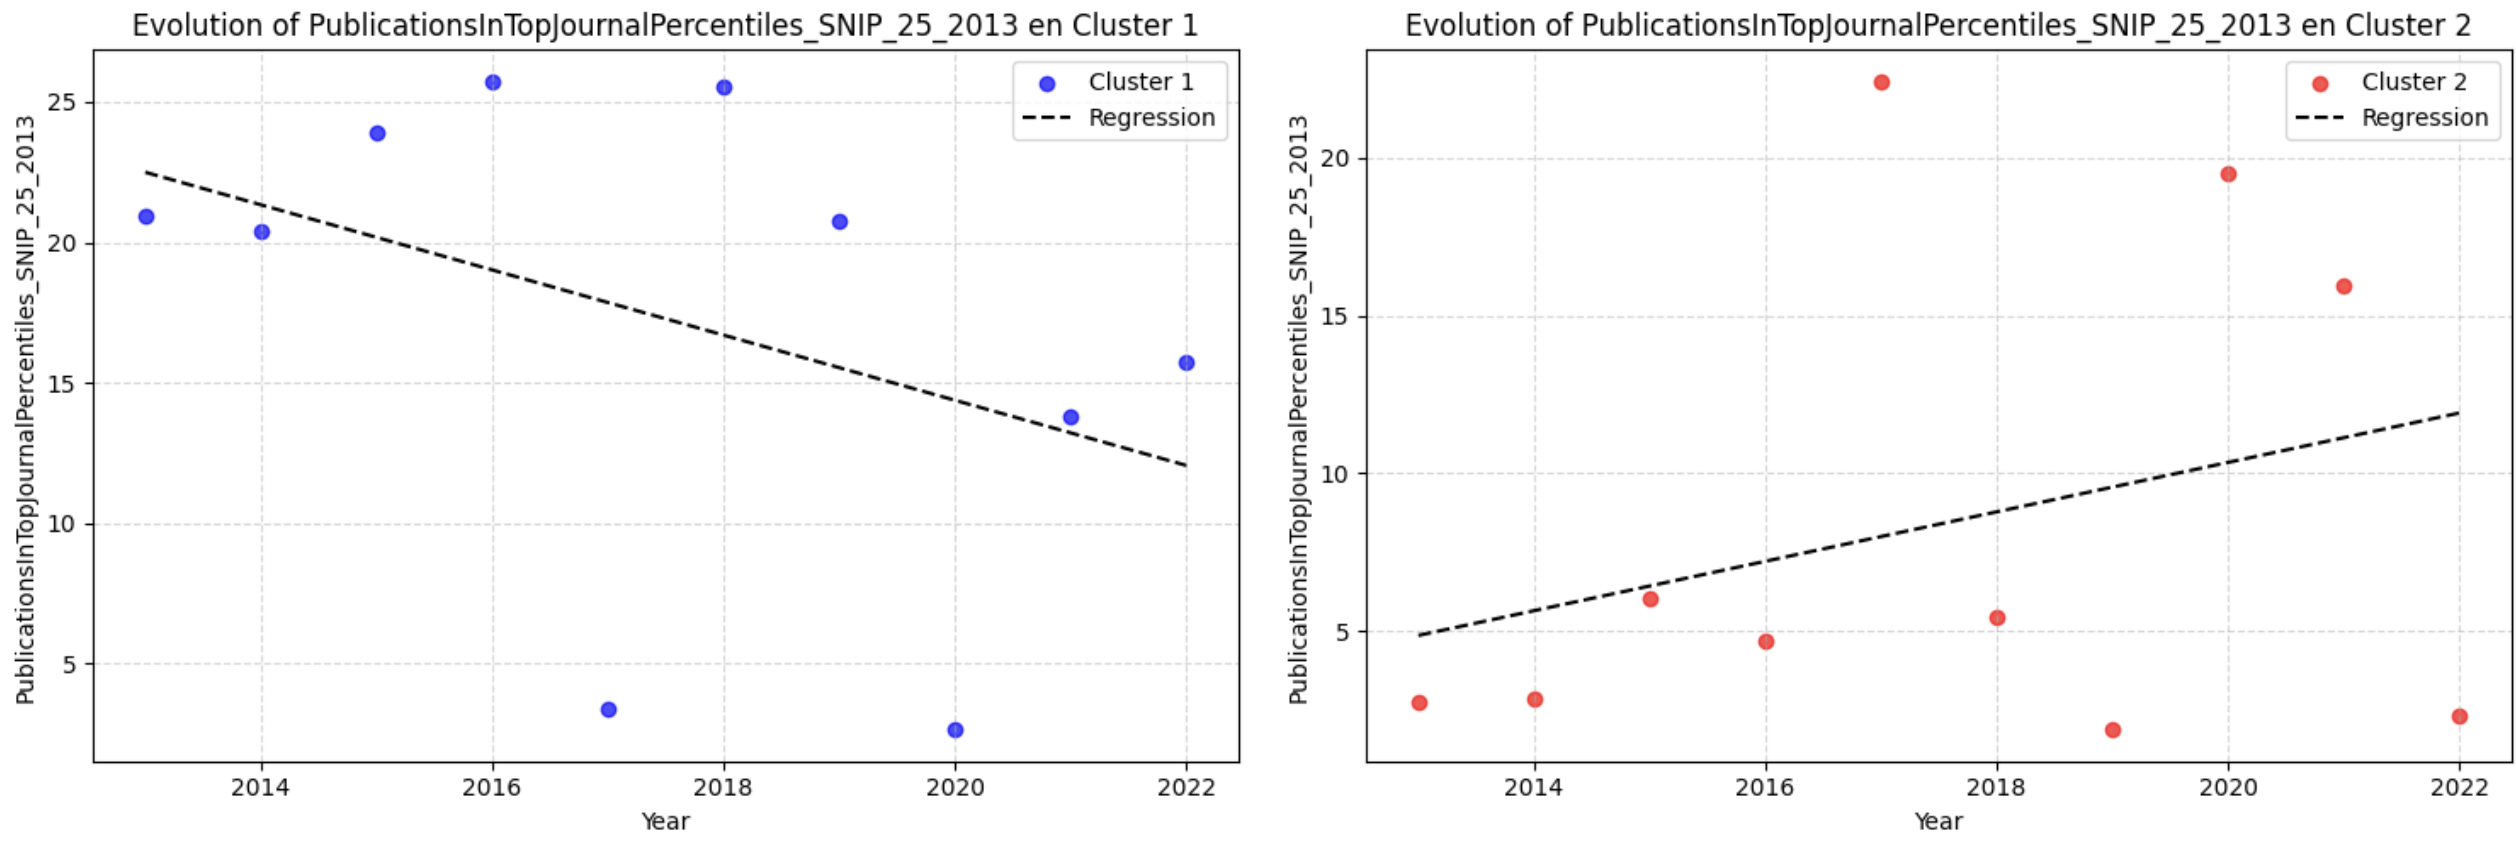 Evolution of PublicationsInTopJournalPercentiles_SNIP_25_2013 en Cluster 1
PublicationsInTopJournalPercentiles_SNIP_25_2013
25
20
15
10
5
2014 2016 2018 2020 2022
Year
Cluster 1
Regression
Evolution of PublicationsInTopJournalPercentiles_SNIP_25_2013 en Cluster 2
PublicationsInTopJournalPercentiles_SNIP_25_2013
20
15
10
5
2014 2016 2018 2020 2022
Year
Cluster 2
Regression